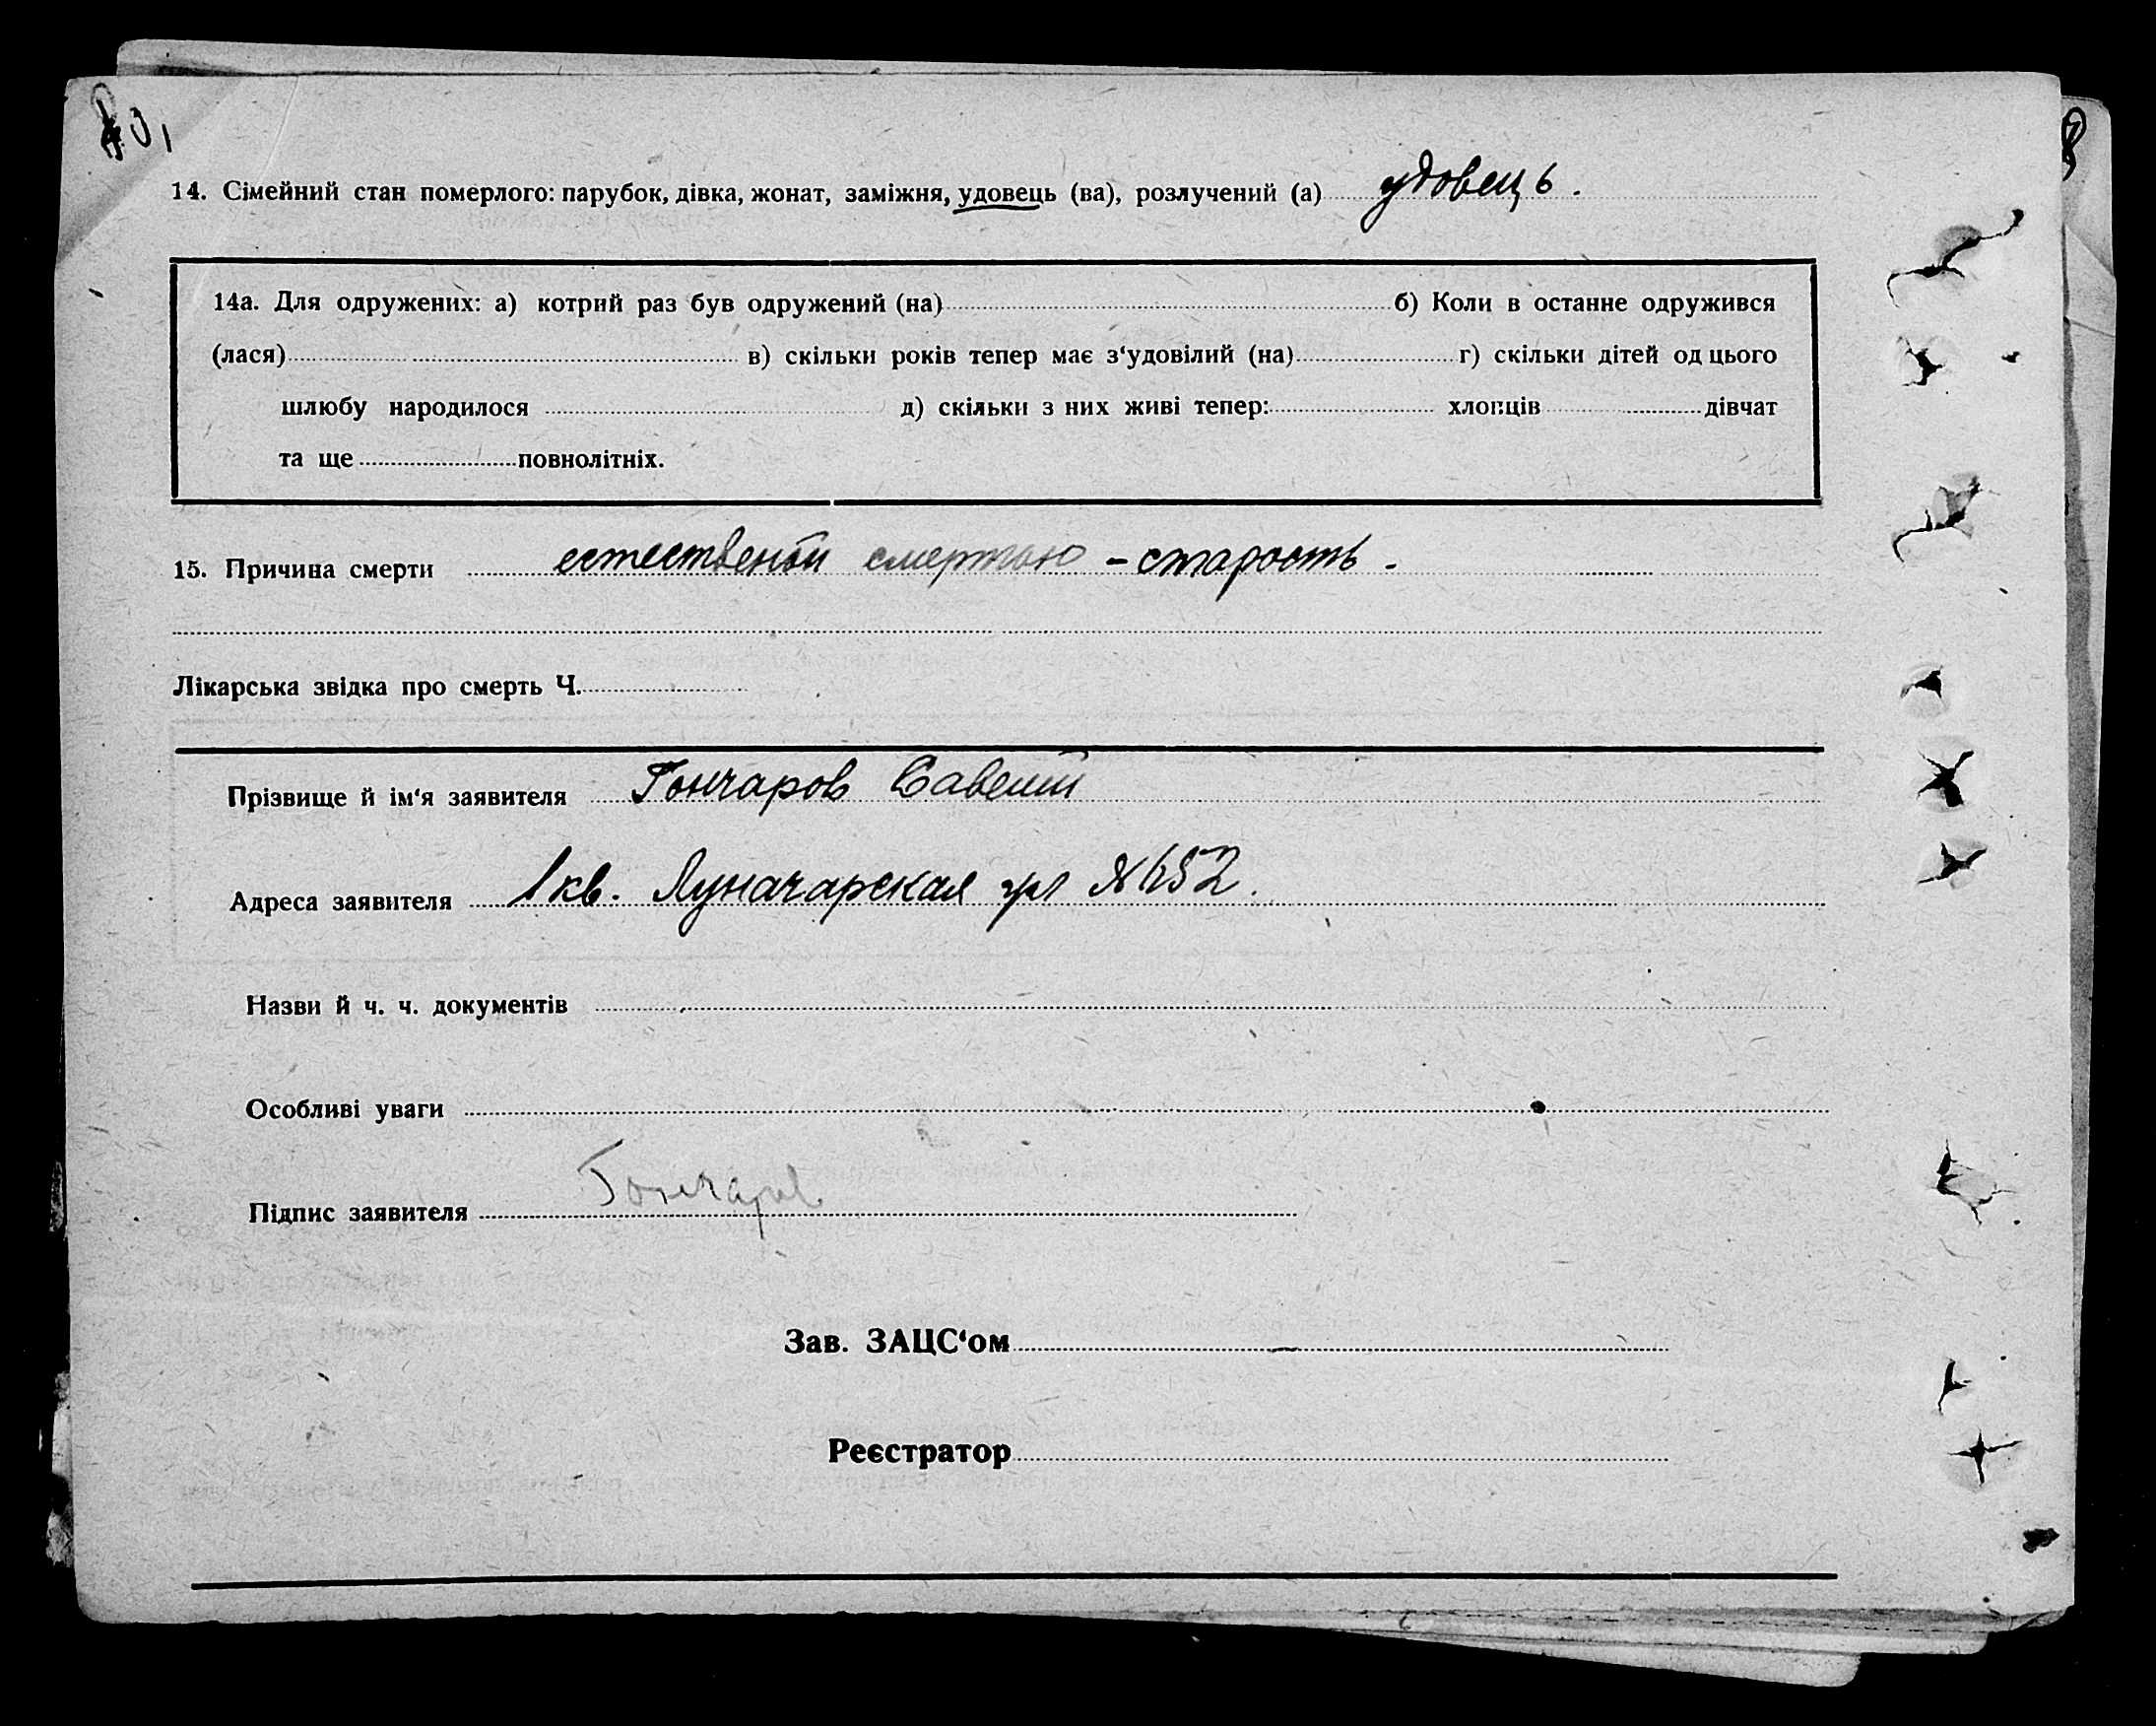 14. Сімейний стан померлого: парубок, дівка, жонат, заміжня, удовець (ва), розлучений (а) удовець.
14а. Для одружених: а) котрий раз був одружений (на) б) Коли в останне одружився
(лася) в) скільки років тепер має з‘удовілий (на) г) скільки дітей од цього
шлюбу народилося д) скільки з них живі тепер: хлопців дівчат
та ще повнолітніх.
15. Причина смерти естественой смертью - старость.
Лікарська звідка про смерть Ч.
Прізвище й ім‘я заявителя Гончаров Савелий
Адреса заявителя 1 кв. Луначарская ул №
Назви й ч. ч. документів
Особливі уваги
Підпис заявителя Гончаров
Зав. ЗАЦС‘ом
Реєстратор